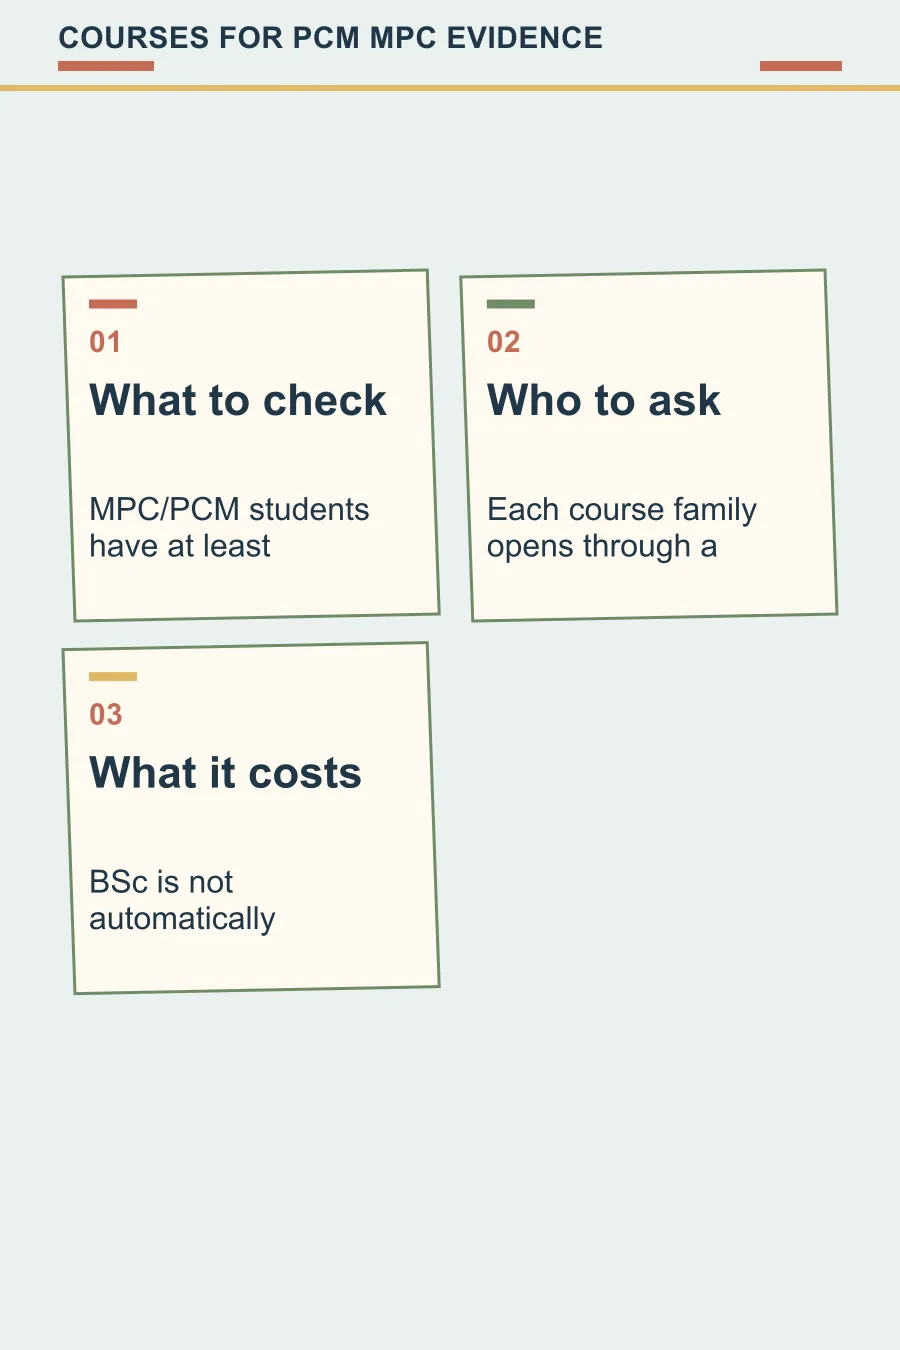 COURSES FOR PCM MPC EVIDENCE
01
What to check
MPC/PCM students
have at least
02
Who to ask
Each course family
opens through a
03
What it costs
BSc is not
automatically